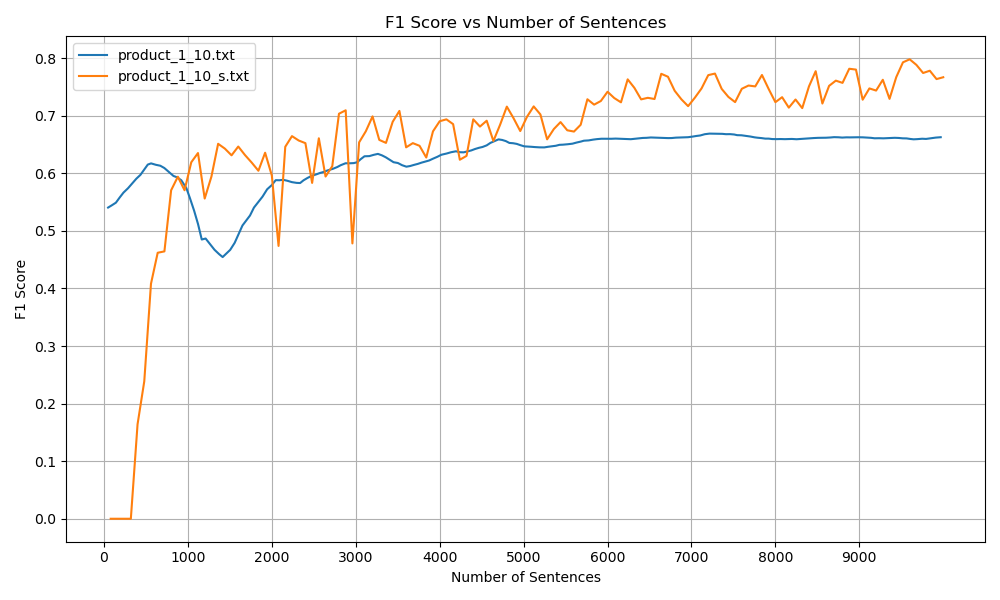 F1 Score vs Number of Sentences
product_1_10.txt
product_1_10_s.txt
F1 Score
0.8
0.7
0.6
0.5
0.4
0.3
0.2
0.1
0.0
0 1000 2000 3000 4000 5000 6000 7000 8000 9000
Number of Sentences